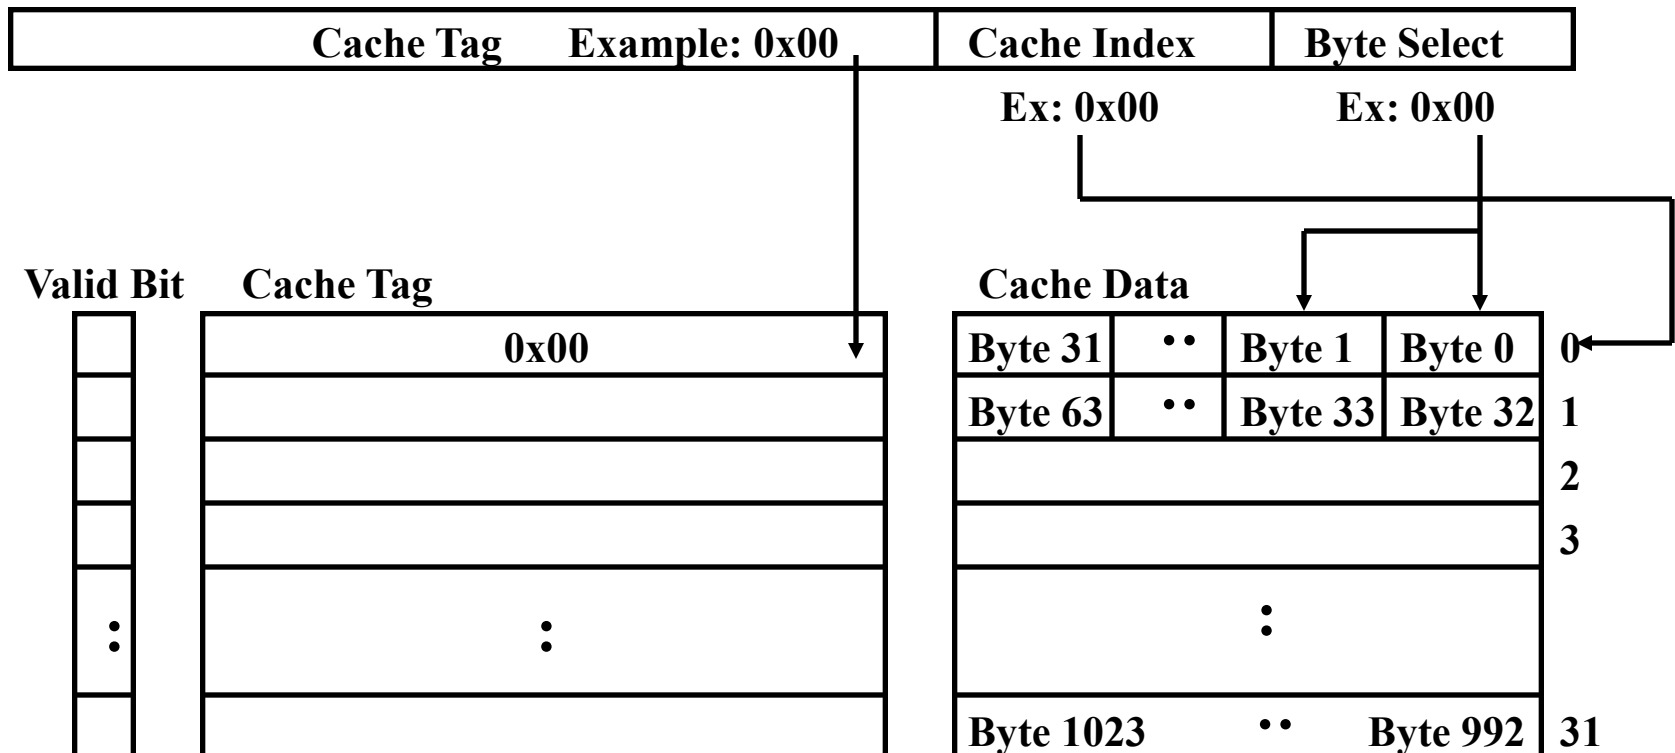 Cache Tag Example: 0x00 Cache Index Byte Select
Ex: 0x00 Ex: 0x00
Valid Bit Cache Tag Cache Data
0x00 Byte 31 •• Byte 1 Byte 0 0
Byte 63 •• Byte 33 Byte 32 1
2
3
: : :
Byte 1023 •• Byte 992 31